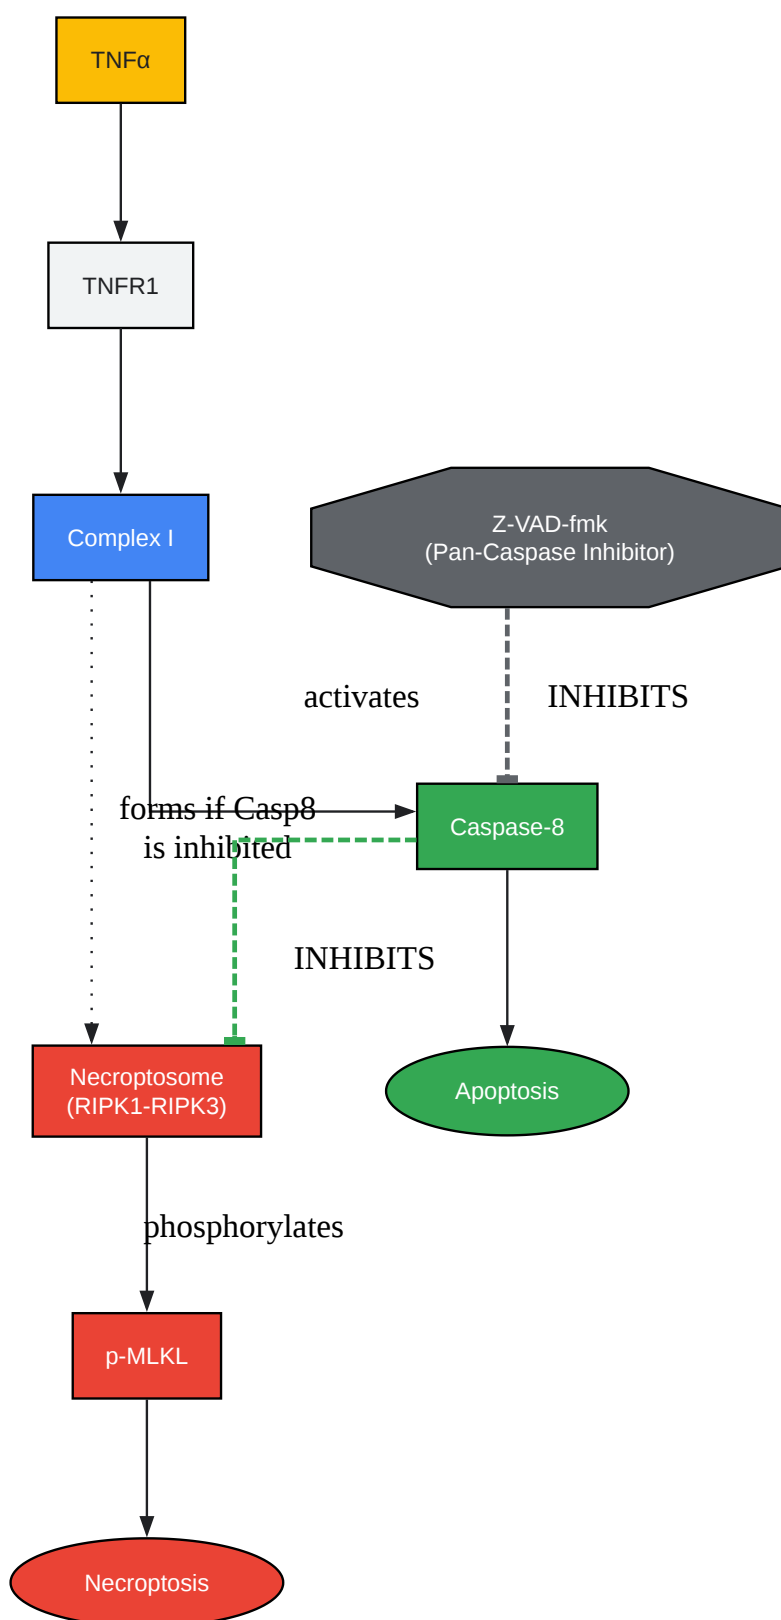 TNFα
TNFR1
Complex I
Z-VAD-fmk
(Pan-Caspase Inhibitor)
activates
INHIBITS
forms if Casp8
is inhibited
Caspase-8
INHIBITS
Necroptosome
(RIPK1-RIPK3)
Apoptosis
phosphorylates
p-MLKL
Necroptosis